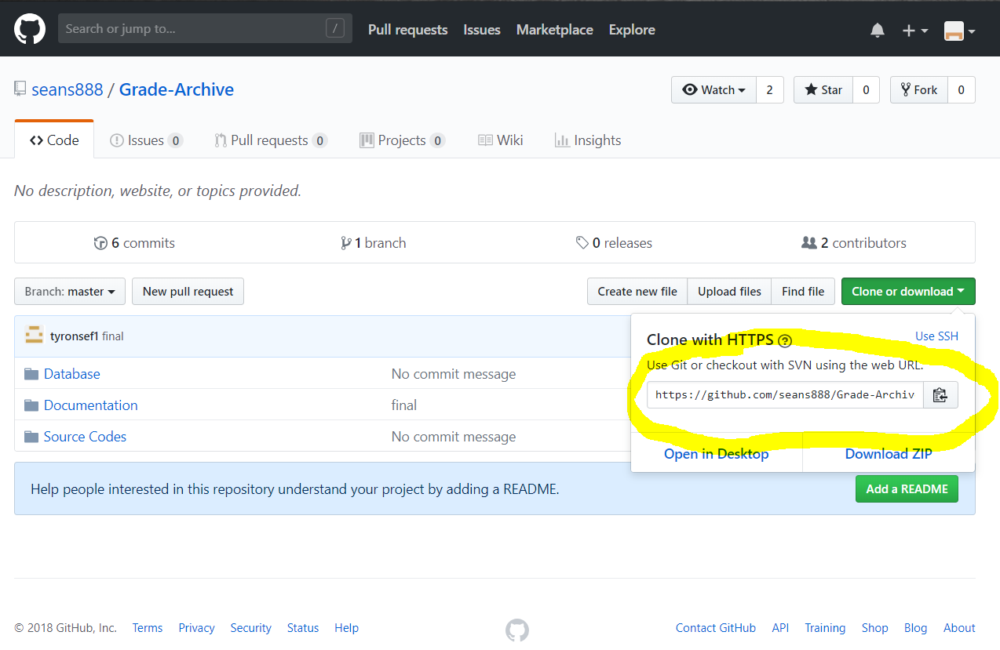 Search or jump to... / Pull requests Issues Marketplace Explore
seans888 / Grade-Archive Watch 2 Star 0 Fork 0
Code Issues 0 Pull requests 0 Projects 0 Wiki Insights
No description, website, or topics provided.
6 commits 1 branch 0 releases 2 contributors
Branch: master New pull request Create new file Upload files Find file Clone or download
tyronsef1 final
Clone with HTTPS ? Use SSH
Use Git or checkout with SVN using the web URL.
https://github.com/seans888/Grade-Archiv
Open in Desktop Download ZIP
Database No commit message
Documentation final
Source Codes No commit message
Help people interested in this repository understand your project by adding a README. Add a README
© 2018 GitHub, Inc. Terms Privacy Security Status Help Contact GitHub API Training Shop Blog About